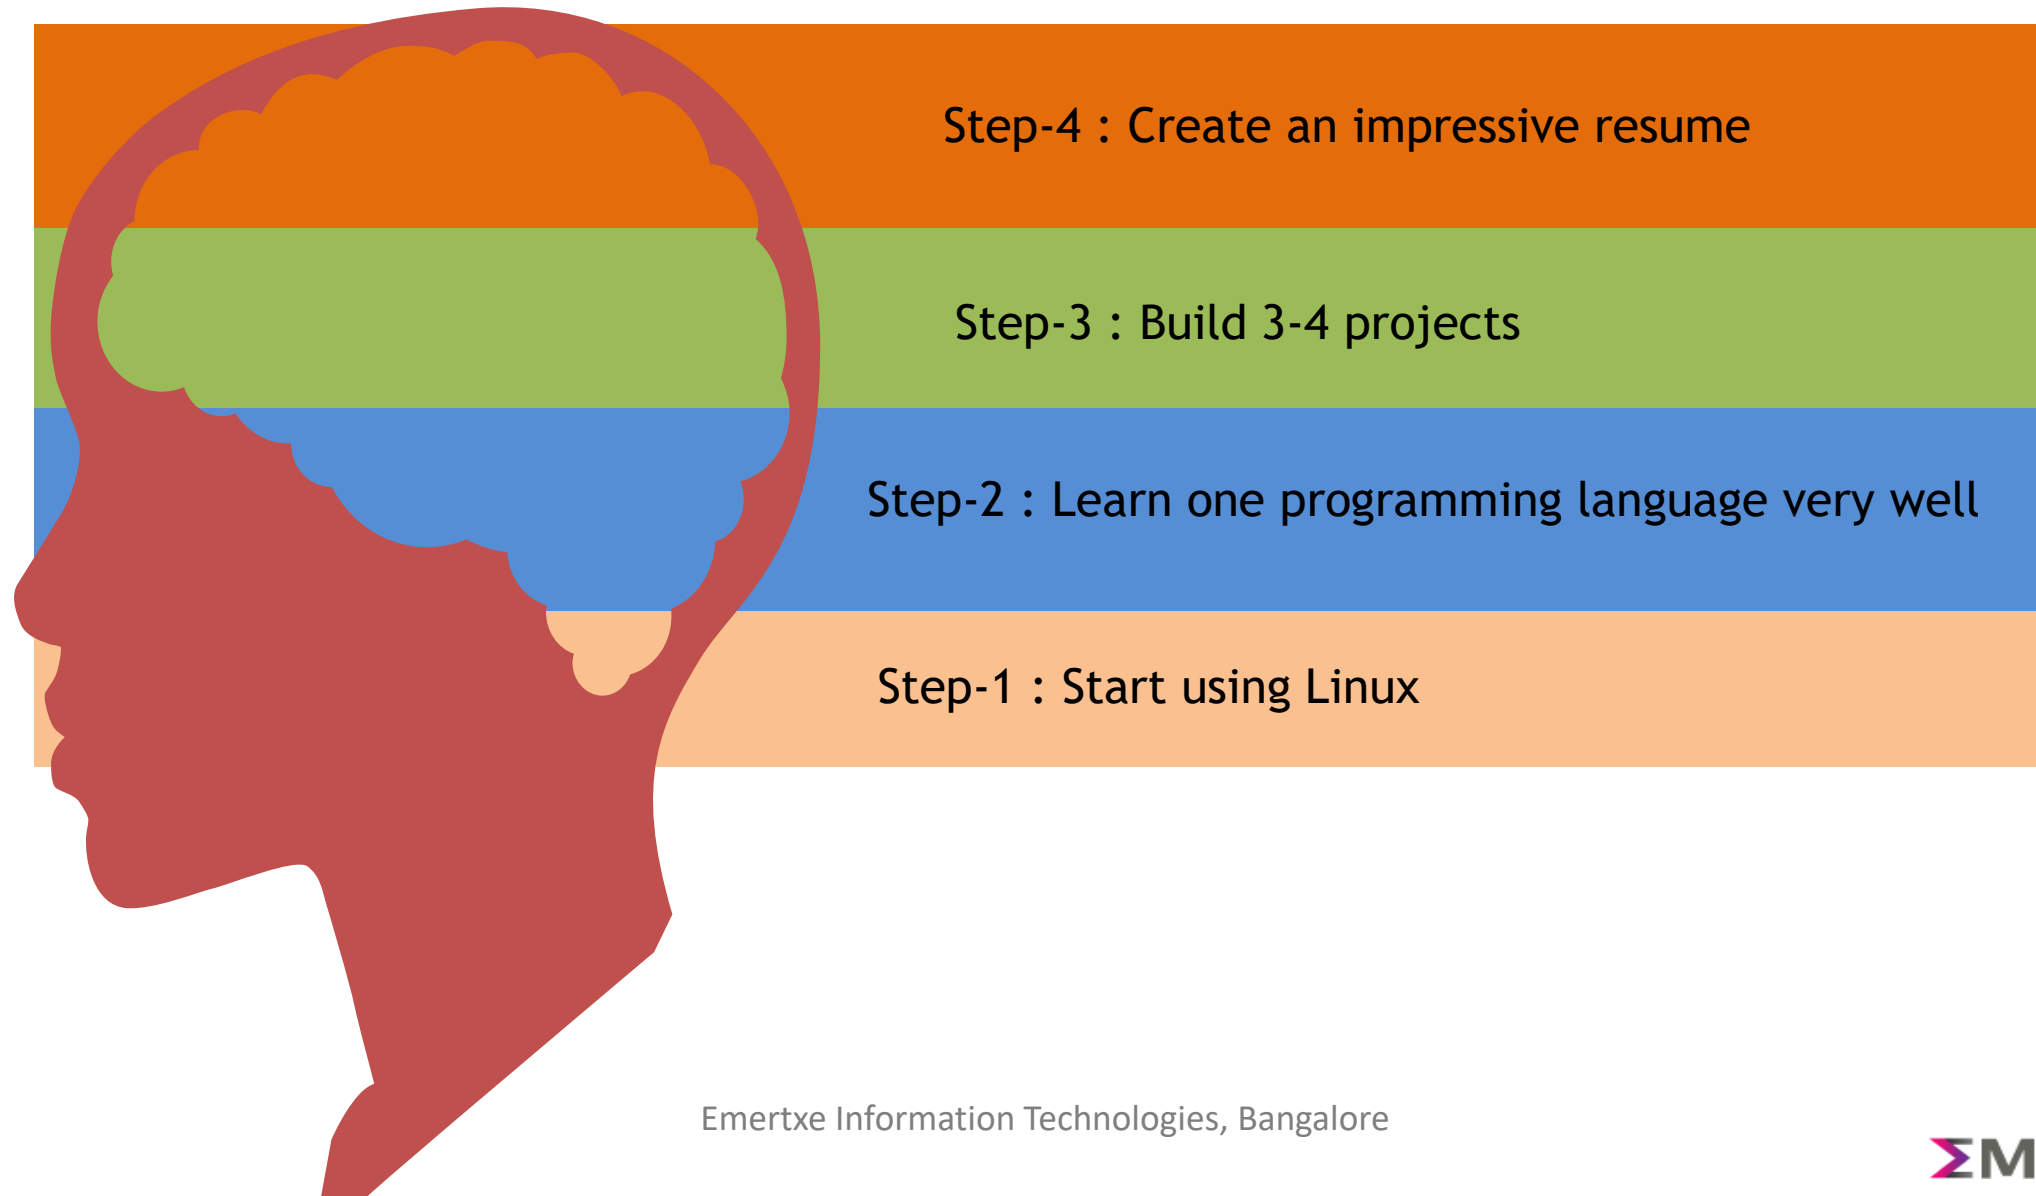 Step-4 : Create an impressive resume
Step-3 : Build 3-4 projects
Step-2 : Learn one programming language very well
Step-1 : Start using Linux
Emertxe Information Technologies, Bangalore
ΣM